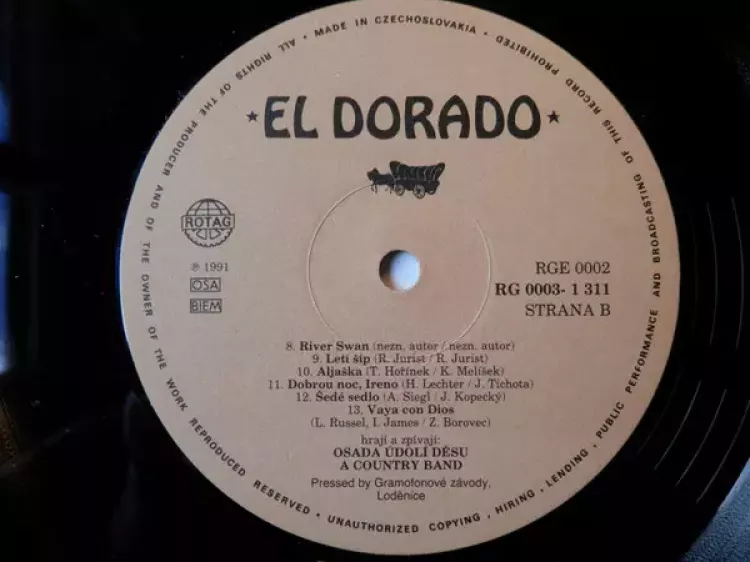 • MADE IN CZECHOSLOVAKIA • ALL RIGHTS OF THE PRODUCER AND OF THE OWNER OF THE WORK REPRODUCED RESERVED • UNAUTHORIZED COPYING, HIRING, LENDING, PUBLIC PERFORMANCE AND BROADCASTING OF THIS RECORD PROHIBITED
★ EL DORADO ★
ROTAG
℗ 1991
OSA
BIEM
RGE 0002
RG 0003- 1 311
STRANA B
8. River Swan (nezn. autor / nezn. autor)
9. Letí šíp (R. Jurist / R. Jurist)
10. Aljaška (T. Hořínek / K. Melíšek)
11. Dobrou noc, Ireno (H. Lechter / J. Tichota)
12. Šedé sedlo (A. Siegl / J. Kopecký)
13. Vaya con Dios
(L. Russel, I. James / Z. Borovec)
hrají a zpívají:
OSADA ÚDOLÍ DĚSU
A COUNTRY BAND
Pressed by Gramofonové závody,
Loděnice